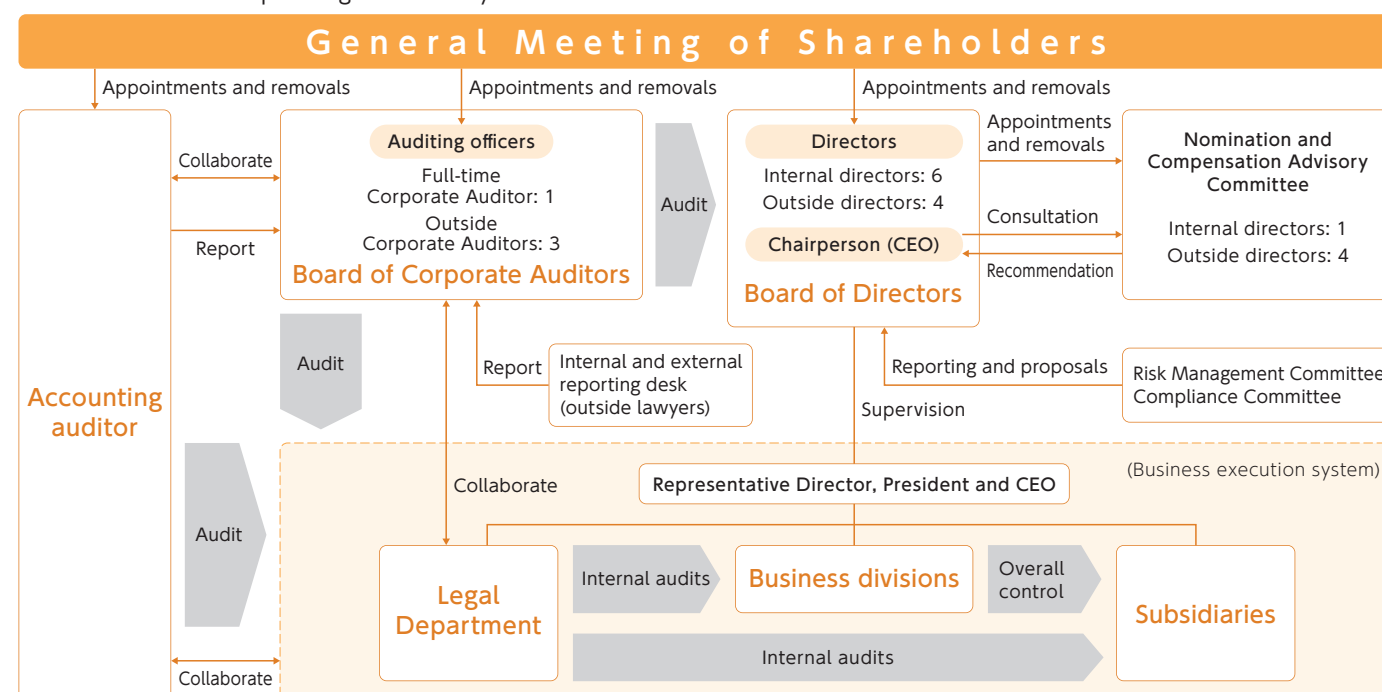 General Meeting of Shareholders
Appointments and removals
Appointments and removals
Appointments and removals
Accounting
auditor
Collaborate
Report
Auditing officers
Full-time
Corporate Auditor: 1
Outside
Corporate Auditors: 3
Board of Corporate Auditors
Audit
Directors
Internal directors: 6
Outside directors: 4
Chairperson (CEO)
Board of Directors
Appointments
and removals
Consultation
Recommendation
Nomination and
Compensation Advisory
Committee
Internal directors: 1
Outside directors: 4
Audit
Report
Internal and external
reporting desk
(outside lawyers)
Reporting and proposals
Risk Management Committee
Compliance Committee
Supervision
Audit
(Business execution system)
Representative Director, President and CEO
Collaborate
Legal
Department
Internal audits
Business divisions
Overall
control
Subsidiaries
Internal audits
Collaborate